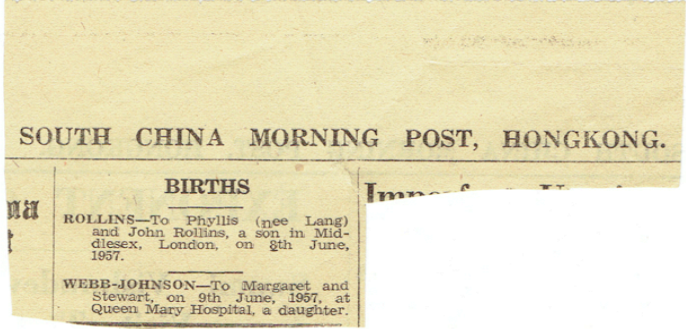 SOUTH CHINA MORNING POST, HONGKONG.
BIRTHS
ROLLINS—To Phyllis (nee Lang)
and John Rollins, a son in Mid-
dlesex, London, on 8th June,
1957.
WEBB-JOHNSON—To Margaret and
Stewart, on 9th June, 1957, at
Queen Mary Hospital, a daughter.